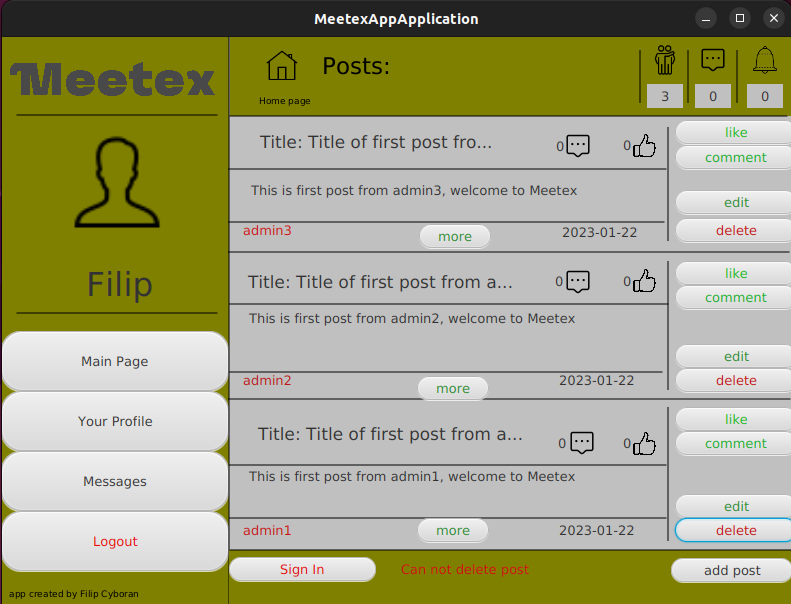 MeetexAppApplication
Meetex
Filip
Main Page
Your Profile
Messages
Logout
app created by Filip Cyboran
Home page
Posts:
3
0
0
Title: Title of first post fro...
0
0
This is first post from admin3, welcome to Meetex
admin3
more
2023-01-22
like
comment
edit
delete
Title: Title of first post from a...
0
0
This is first post from admin2, welcome to Meetex
admin2
more
2023-01-22
like
comment
edit
delete
Title: Title of first post from a...
0
0
This is first post from admin1, welcome to Meetex
admin1
more
2023-01-22
like
comment
edit
delete
Sign In
Can not delete post
add post